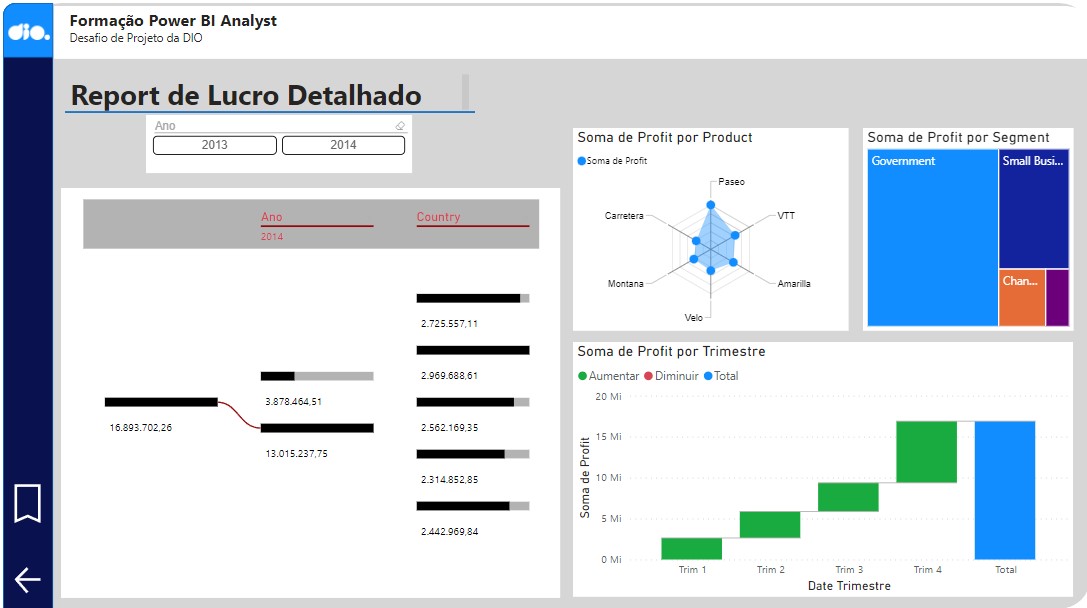 dio.
Formação Power BI Analyst
Desafio de Projeto da DIO
Report de Lucro Detalhado
Ano
2013
2014
Ano
2014
Country
16.893.702,26
3.878.464,51
13.015.237,75
2.725.557,11
2.969.688,61
2.562.169,35
2.314.852,85
2.442.969,84
Soma de Profit por Product
Soma de Profit
Paseo
VTT
Amarilla
Velo
Montana
Carretera
Soma de Profit por Segment
Government
Small Busi...
Chan...
Soma de Profit por Trimestre
Aumentar Diminuir Total
Soma de Profit
20 Mi
15 Mi
10 Mi
5 Mi
0 Mi
Trim 1 Trim 2 Trim 3 Trim 4 Total
Date Trimestre